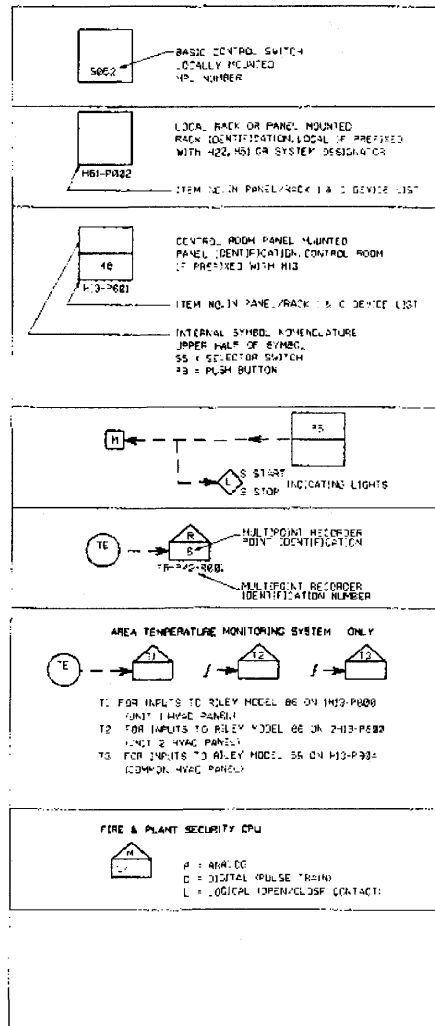 5062
BASIC CONTROL SWITCH
LOCALLY MOUNTED
MPL NUMBER
LOCAL RACK OR PANEL MOUNTED
RACK IDENTIFICATION, LOCAL IF PREFIXED
WITH H22, H51 OR SYSTEM DESIGNATOR
H61-P002
ITEM NO. IN PANEL/RACK I & C DEVICE LIST
CONTROL ROOM PANEL MOUNTED
PANEL IDENTIFICATION, CONTROL ROOM
IF PREFIXED WITH H13
48
H13-P601
ITEM NO. IN PANEL/RACK I & C DEVICE LIST
INTERNAL SYMBOL NOMENCLATURE
UPPER HALF OF SYMBOL
SS = SELECTOR SWITCH
PB = PUSH BUTTON
PB
M
L
S START
S STOP
INDICATING LIGHTS
TE
R
MULTIPOINT RECORDER
POINT IDENTIFICATION
MULTIPOINT RECORDER
IDENTIFICATION NUMBER
AREA TEMPERATURE MONITORING SYSTEM ONLY
TE
T1
T2
T3
T1 FOR INPUTS TO RILEY MODEL 86 ON 1H13-P800
(UNIT 1 HVAC PANEL)
T2 FOR INPUTS TO RILEY MODEL 86 ON 2H13-P800
(UNIT 2 HVAC PANEL)
T3 FOR INPUTS TO RILEY MODEL ON H13-P904
(COMMON HVAC PANEL)
FIRE & PLANT SECURITY CPU
M
A = ANALOG
D = DIGITAL (PULSE TRAIN)
L = LOGICAL (OPEN/CLOSE CONTACT)